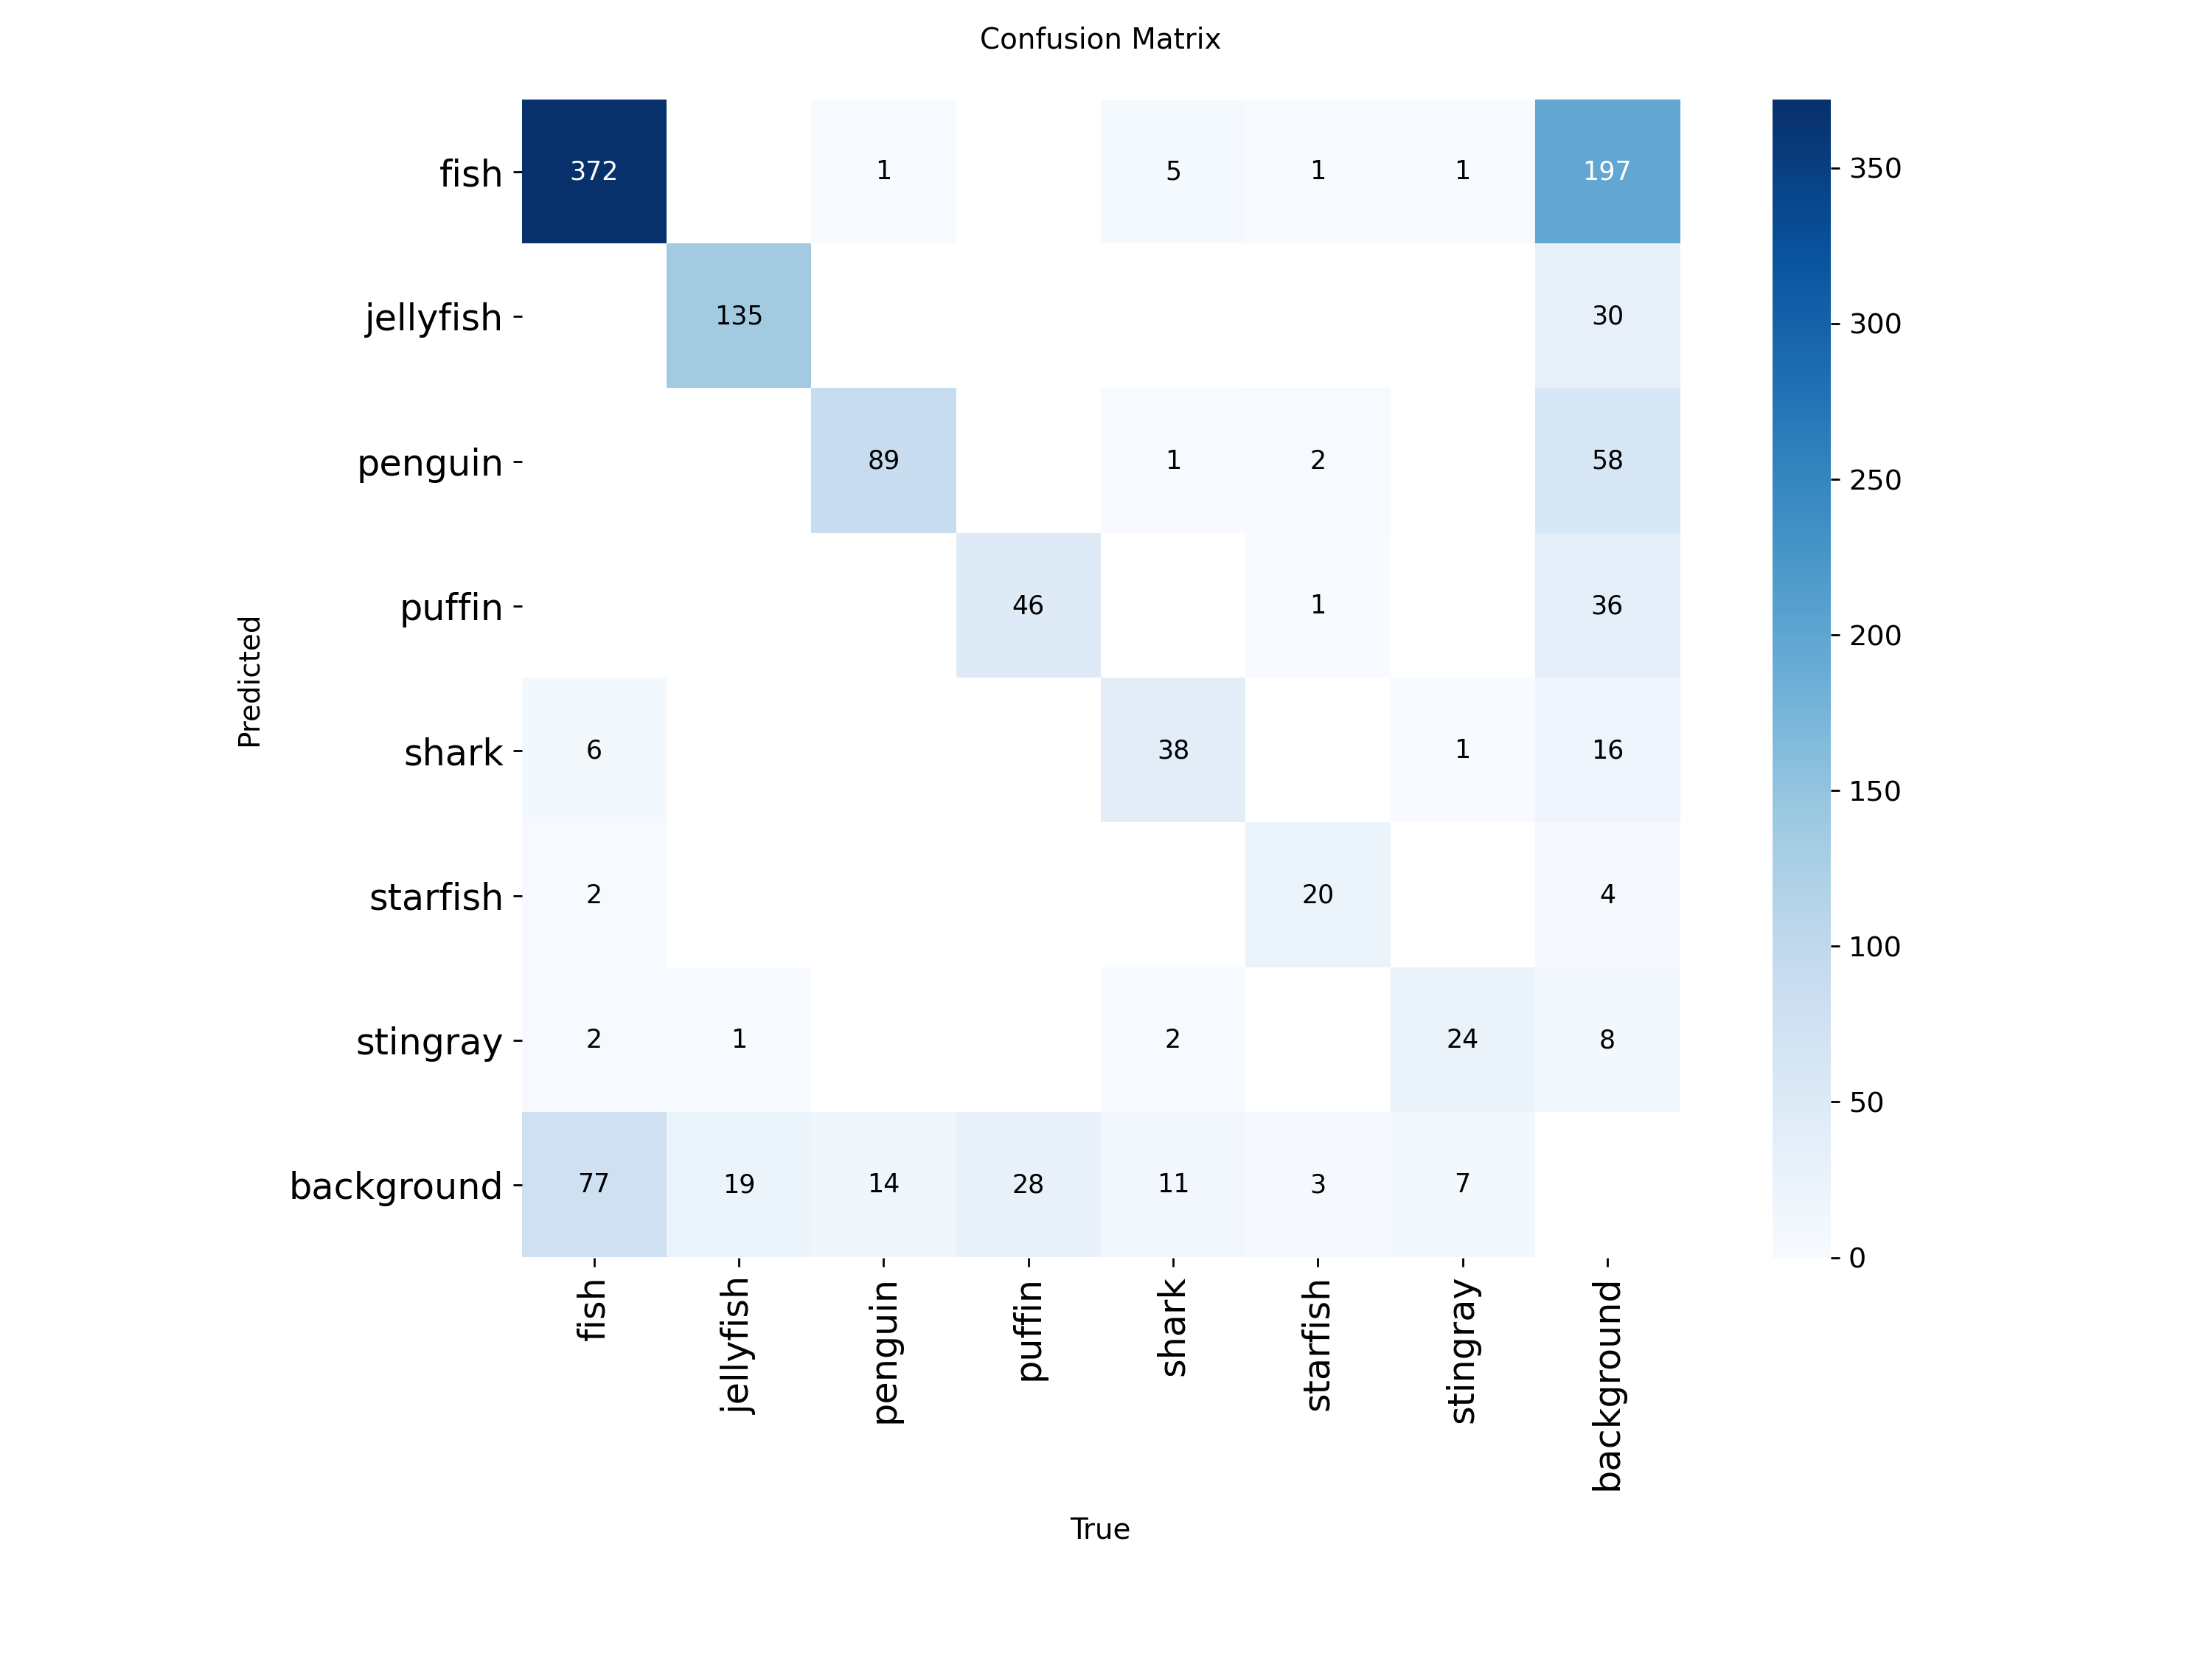 Confusion Matrix
fish 372 1 5 1 1 197
jellyfish 135 30
penguin 89 1 2 58
puffin 46 1 36
shark 6 38 1 16
starfish 2 20 4
stingray 2 1 2 24 8
background 77 19 14 28 11 3 7
Predicted
fish jellyfish penguin puffin shark starfish stingray background
True
350
300
250
200
150
100
50
0